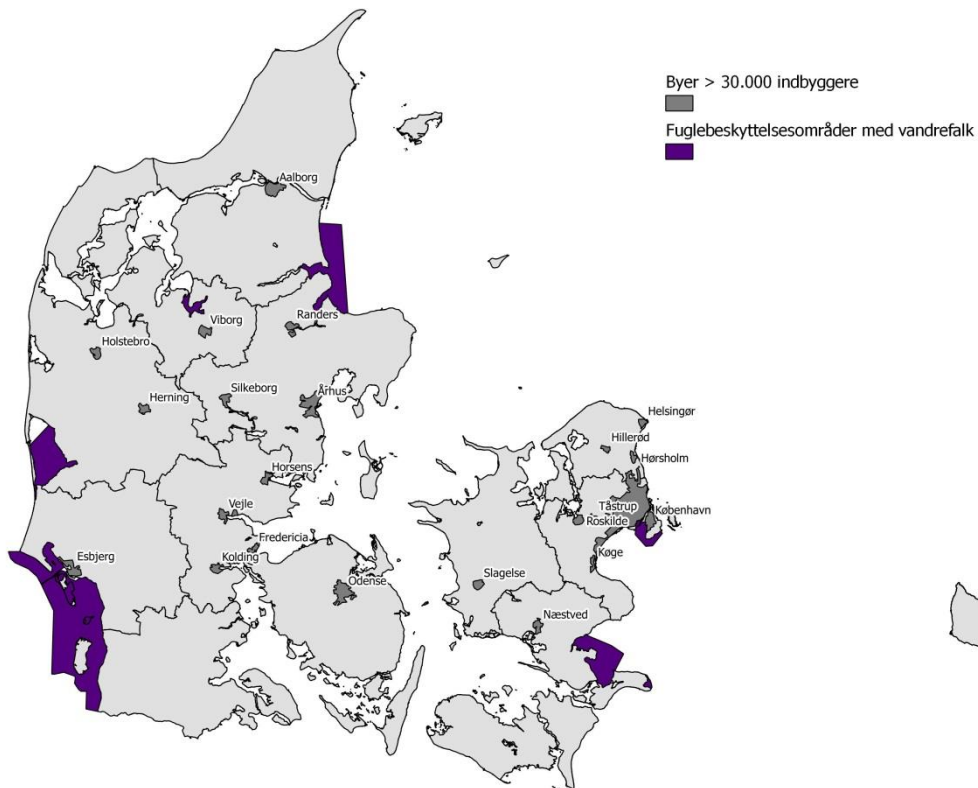 Byer > 30.000 indbyggere
Fuglebeskyttelsesområder med vandrefalk
Aalborg
Viborg
Randers
Holstebro
Herning
Silkeborg
Århus
Helsingør
Hillerød
Hørsholm
Horsens
Vejle
Tåstrup
København
Roskilde
Fredericia
Køge
Esbjerg
Kolding
Odense
Slagelse
Næstved